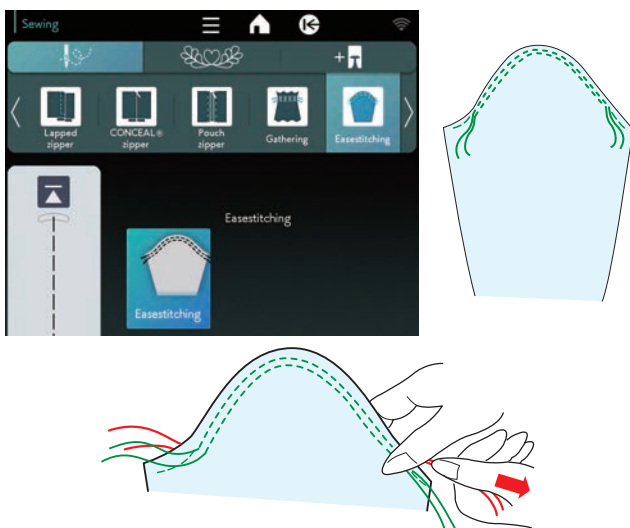 Sewing
Lapped
zipper
CONCEAL®
zipper
Pouch
zipper
Gathering
Easestitching
Easestitching
Easestitching